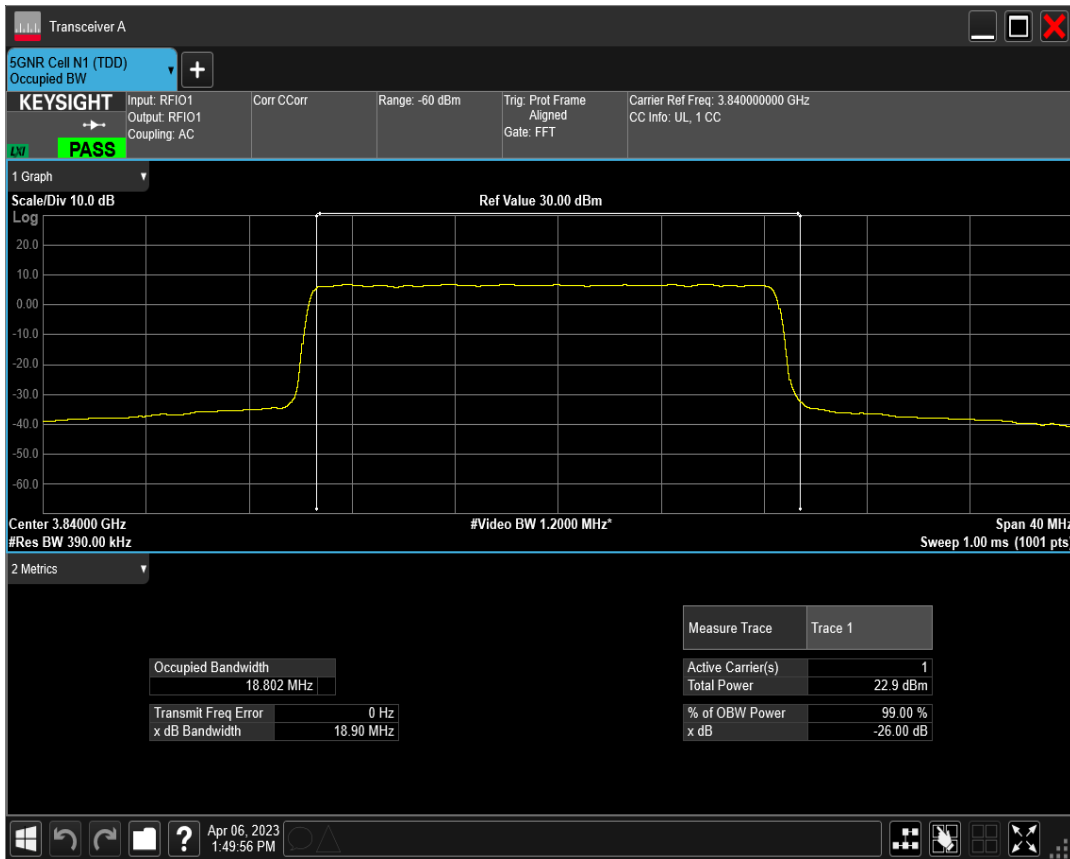 Transceiver A
5GNR Cell N1 (TDD)
Occupied BW
+
KEYSIGHT
LXI
PASS
Input: RFIO1
Output: RFIO1
Coupling: AC
Corr CCorr
Range: -60 dBm
Trig: Prot Frame
Aligned
Gate: FFT
Carrier Ref Freq: 3.840000000 GHz
CC Info: UL, 1 CC
1 Graph
Scale/Div 10.0 dB
Ref Value 30.00 dBm
Log
20.0
10.0
0.00
-10.0
-20.0
-30.0
-40.0
-50.0
-60.0
Center 3.84000 GHz
#Video BW 1.2000 MHz*
Span 40 MHz
#Res BW 390.00 kHz
Sweep 1.00 ms (1001 pts)
2 Metrics
Measure Trace Trace 1
Occupied Bandwidth
18.802 MHz
Transmit Freq Error 0 Hz
x dB Bandwidth 18.90 MHz
Active Carrier(s) 1
Total Power 22.9 dBm
% of OBW Power 99.00 %
x dB -26.00 dB
?
Apr 06, 2023
1:49:56 PM